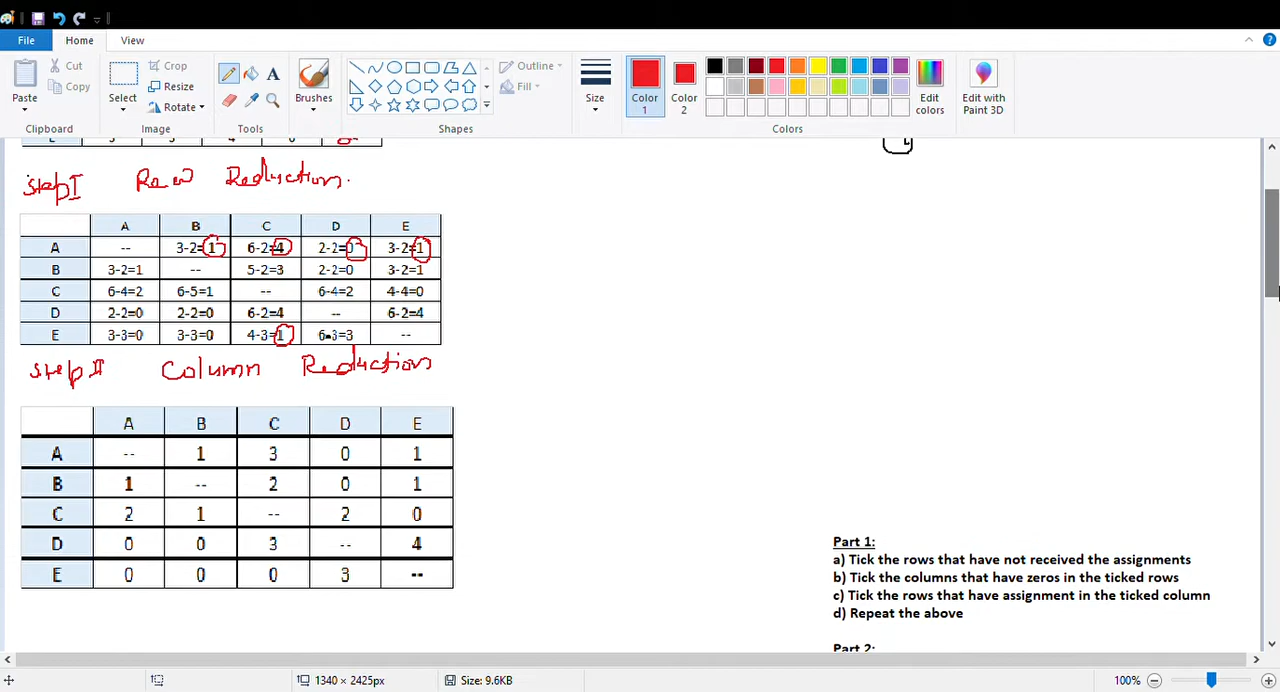 File Home View
Cut
Copy
Paste
Clipboard
Crop
Resize
Rotate
Select
Image
A
Tools
Brushes
Outline
Fill
Shapes
Size
Color 1
Color 2
Edit colors
Edit with Paint 3D
Colors
Step I Row Reduction.
A B C D E
A -- 3-2=1 6-2=4 2-2=0 3-2=1
B 3-2=1 -- 5-2=3 2-2=0 3-2=1
C 6-4=2 6-5=1 -- 6-4=2 4-4=0
D 2-2=0 2-2=0 6-2=4 -- 6-2=4
E 3-3=0 3-3=0 4-3=1 6-3=3 --
Step II Column Reduction
A B C D E
A -- 1 3 0 1
B 1 -- 2 0 1
C 2 1 -- 2 0
D 0 0 3 -- 4
E 0 0 0 3 --
Part 1:
a) Tick the rows that have not received the assignments
b) Tick the columns that have zeros in the ticked rows
c) Tick the rows that have assignment in the ticked column
d) Repeat the above
Part 2:
1340 × 2425px
Size: 9.6KB
100%